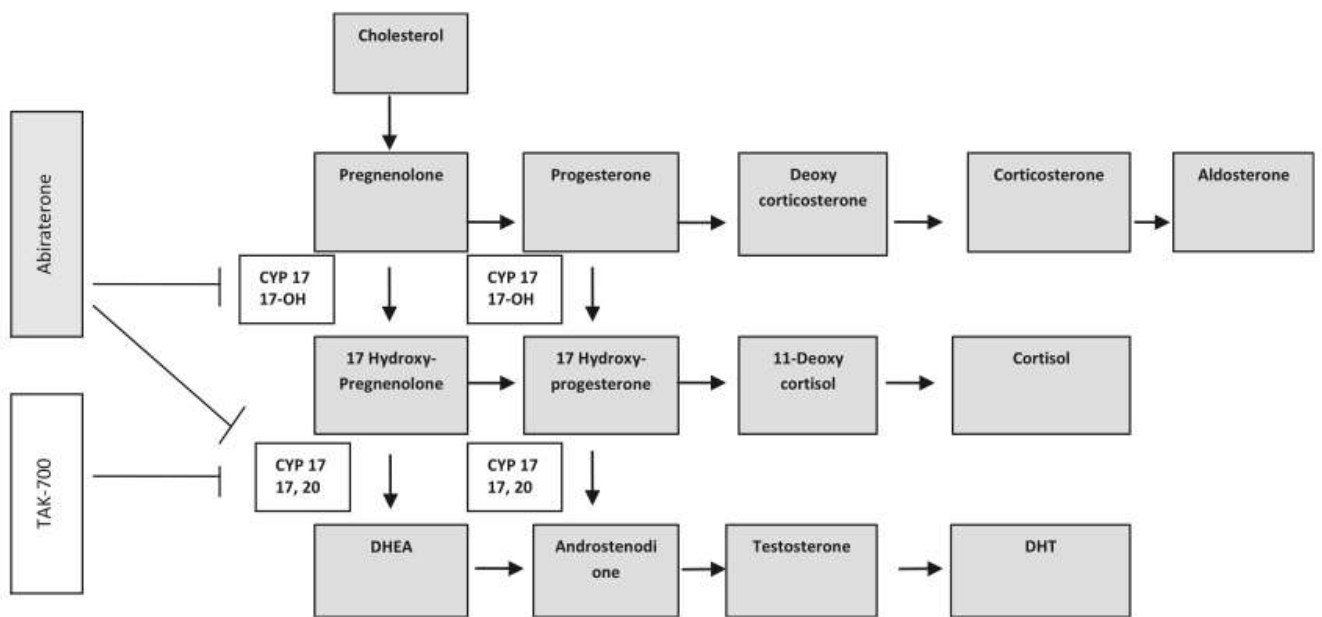 Cholesterol
Abiraterone
Pregnenolone
Progesterone
Deoxy
corticosterone
Corticosterone
Aldosterone
CYP 17
17-OH
CYP 17
17-OH
17 Hydroxy-
Pregnenolone
17 Hydroxy-
progesterone
11-Deoxy
cortisol
Cortisol
TAK-700
CYP 17
17, 20
CYP 17
17, 20
DHEA
Androstenodi
one
Testosterone
DHT